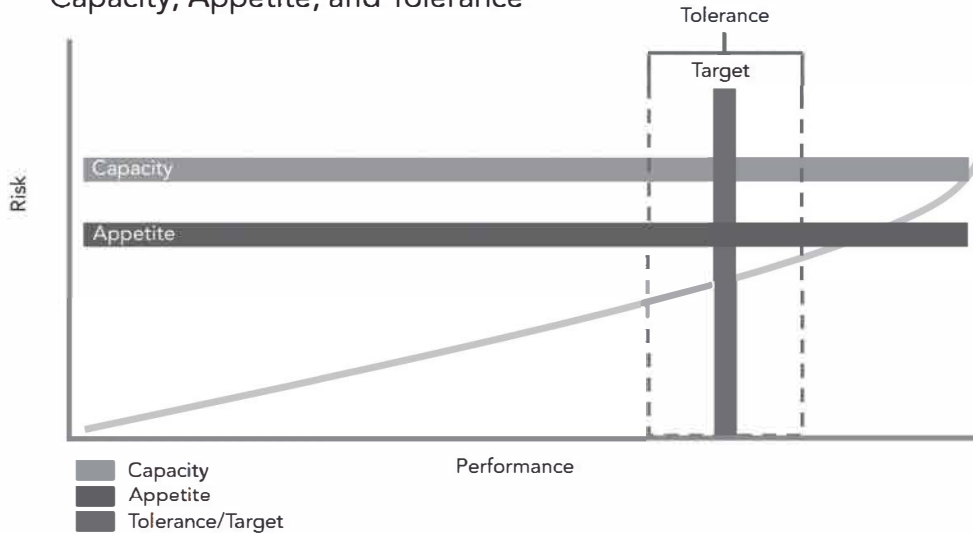 Capacity, Appetite, and Tolerance
Tolerance
Target
Capacity
Risk
Appetite
Performance
Capacity
Appetite
Tolerance/Target